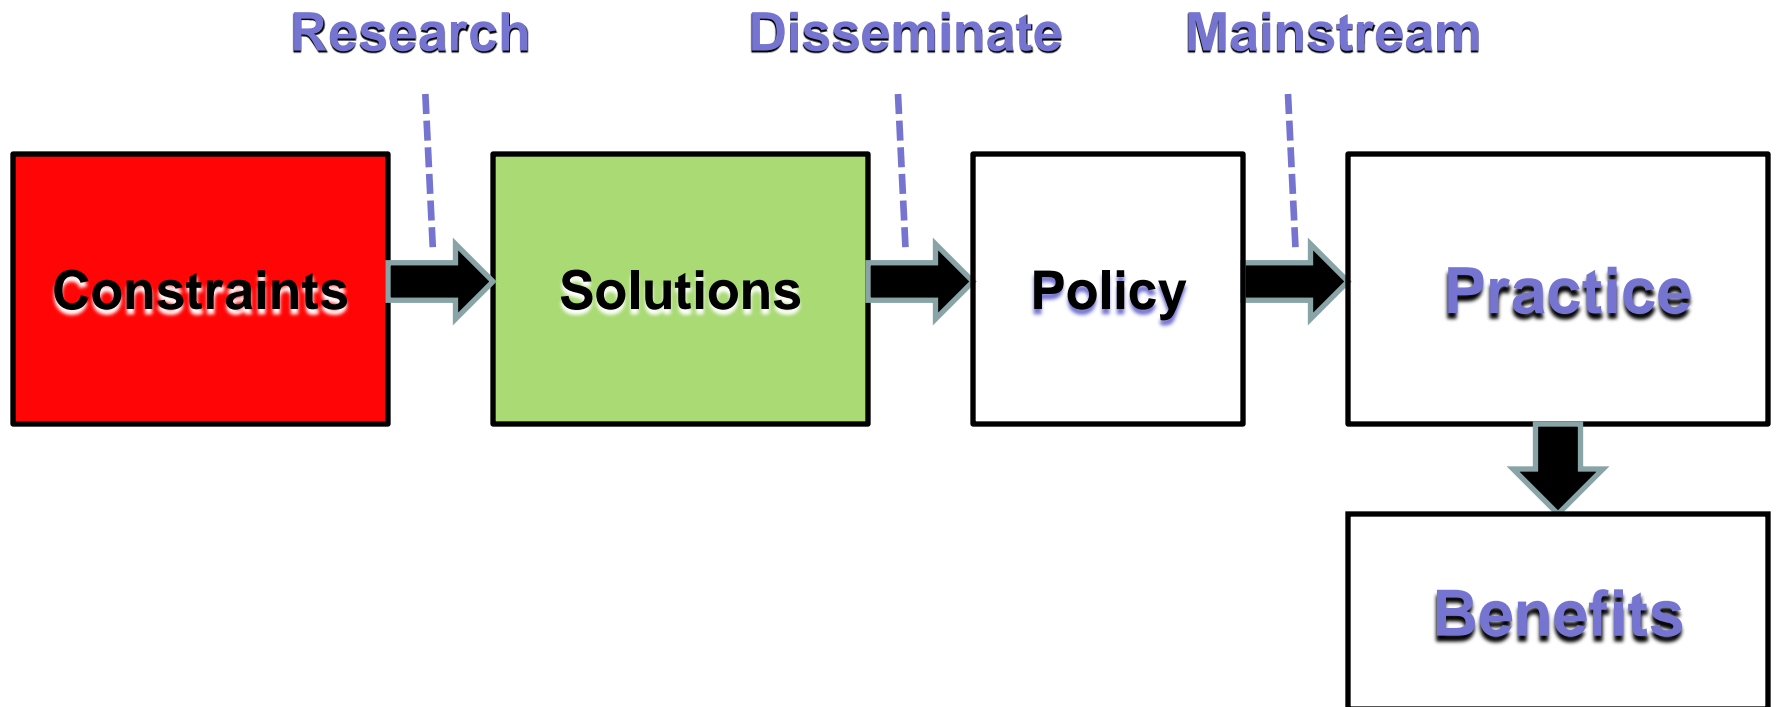 Research
Disseminate
Mainstream
Constraints
Solutions
Policy
Practice
Benefits